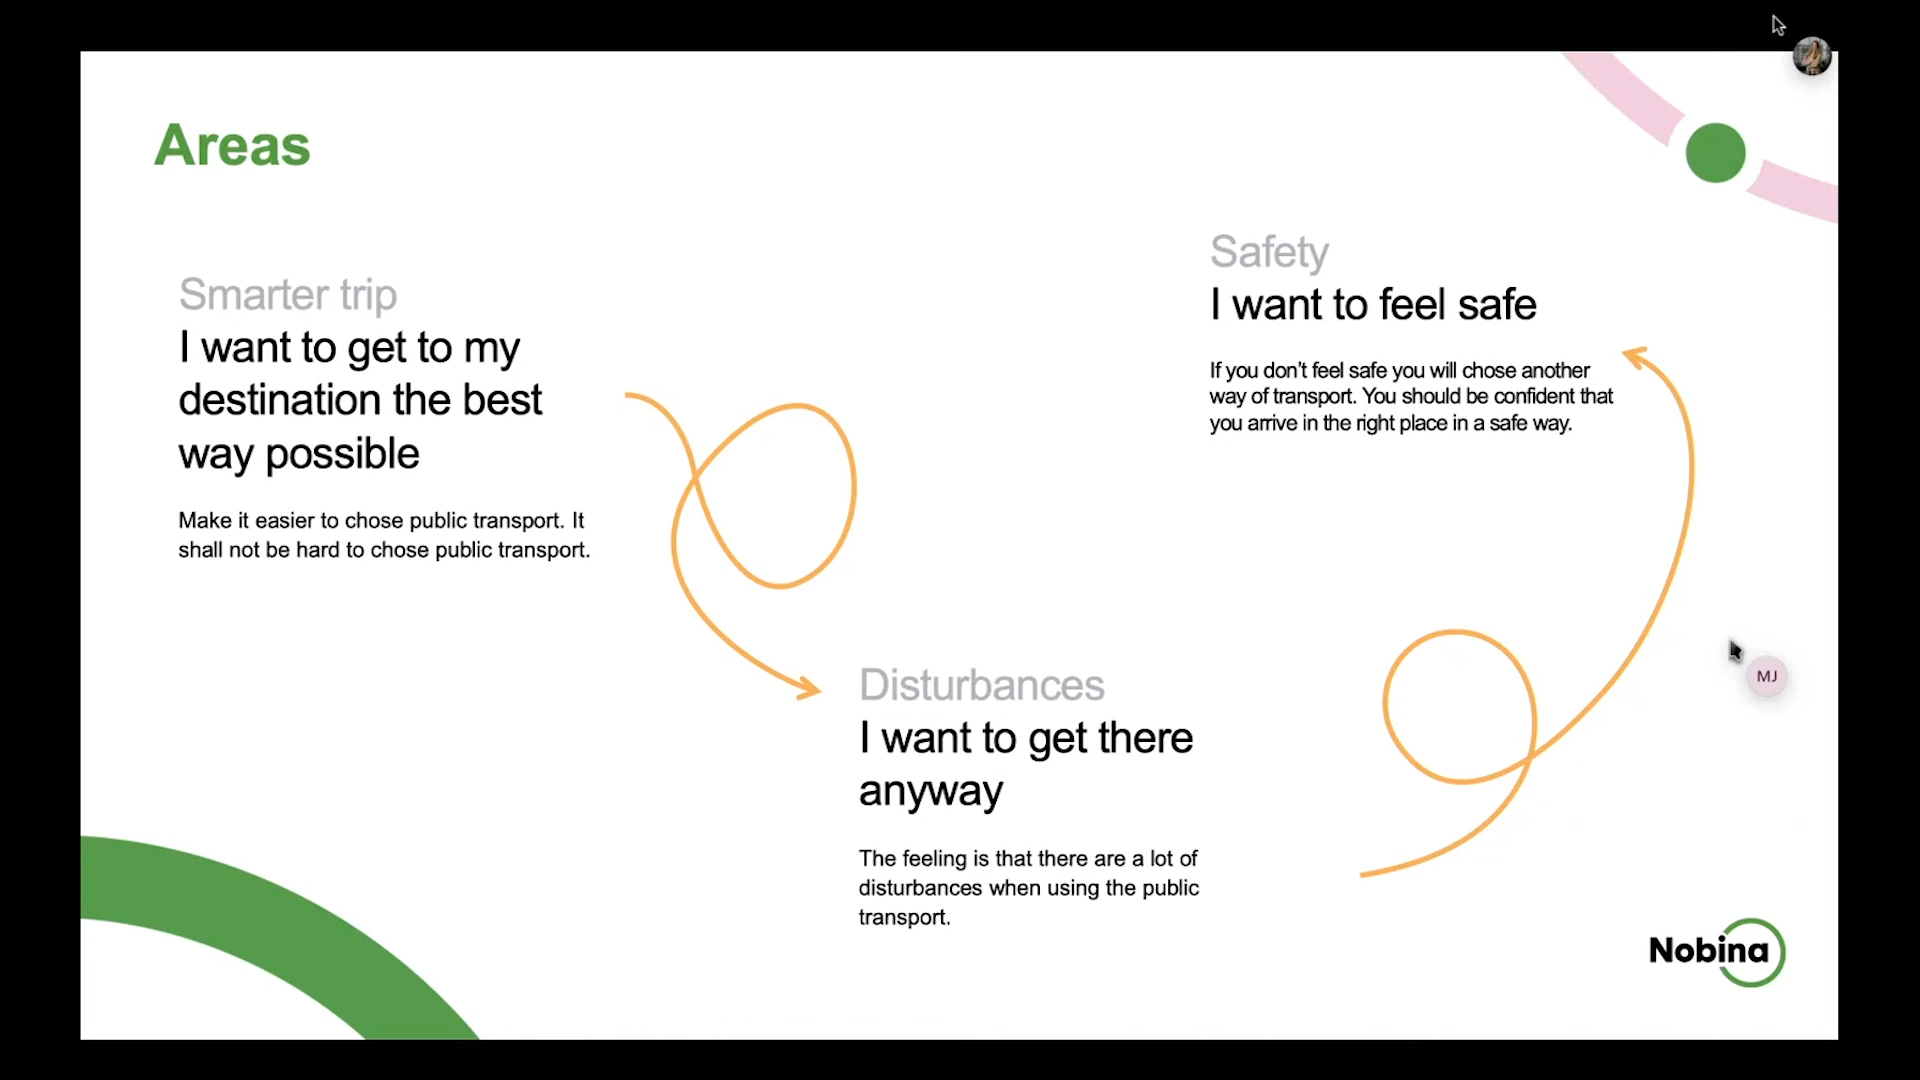 Areas
Smarter trip
I want to get to my
destination the best
way possible
Make it easier to chose public transport. It
shall not be hard to chose public transport.
Disturbances
I want to get there
anyway
The feeling is that there are a lot of
disturbances when using the public
transport.
Safety
I want to feel safe
If you don't feel safe you will chose another
way of transport. You should be confident that
you arrive in the right place in a safe way.
MJ
Nobina